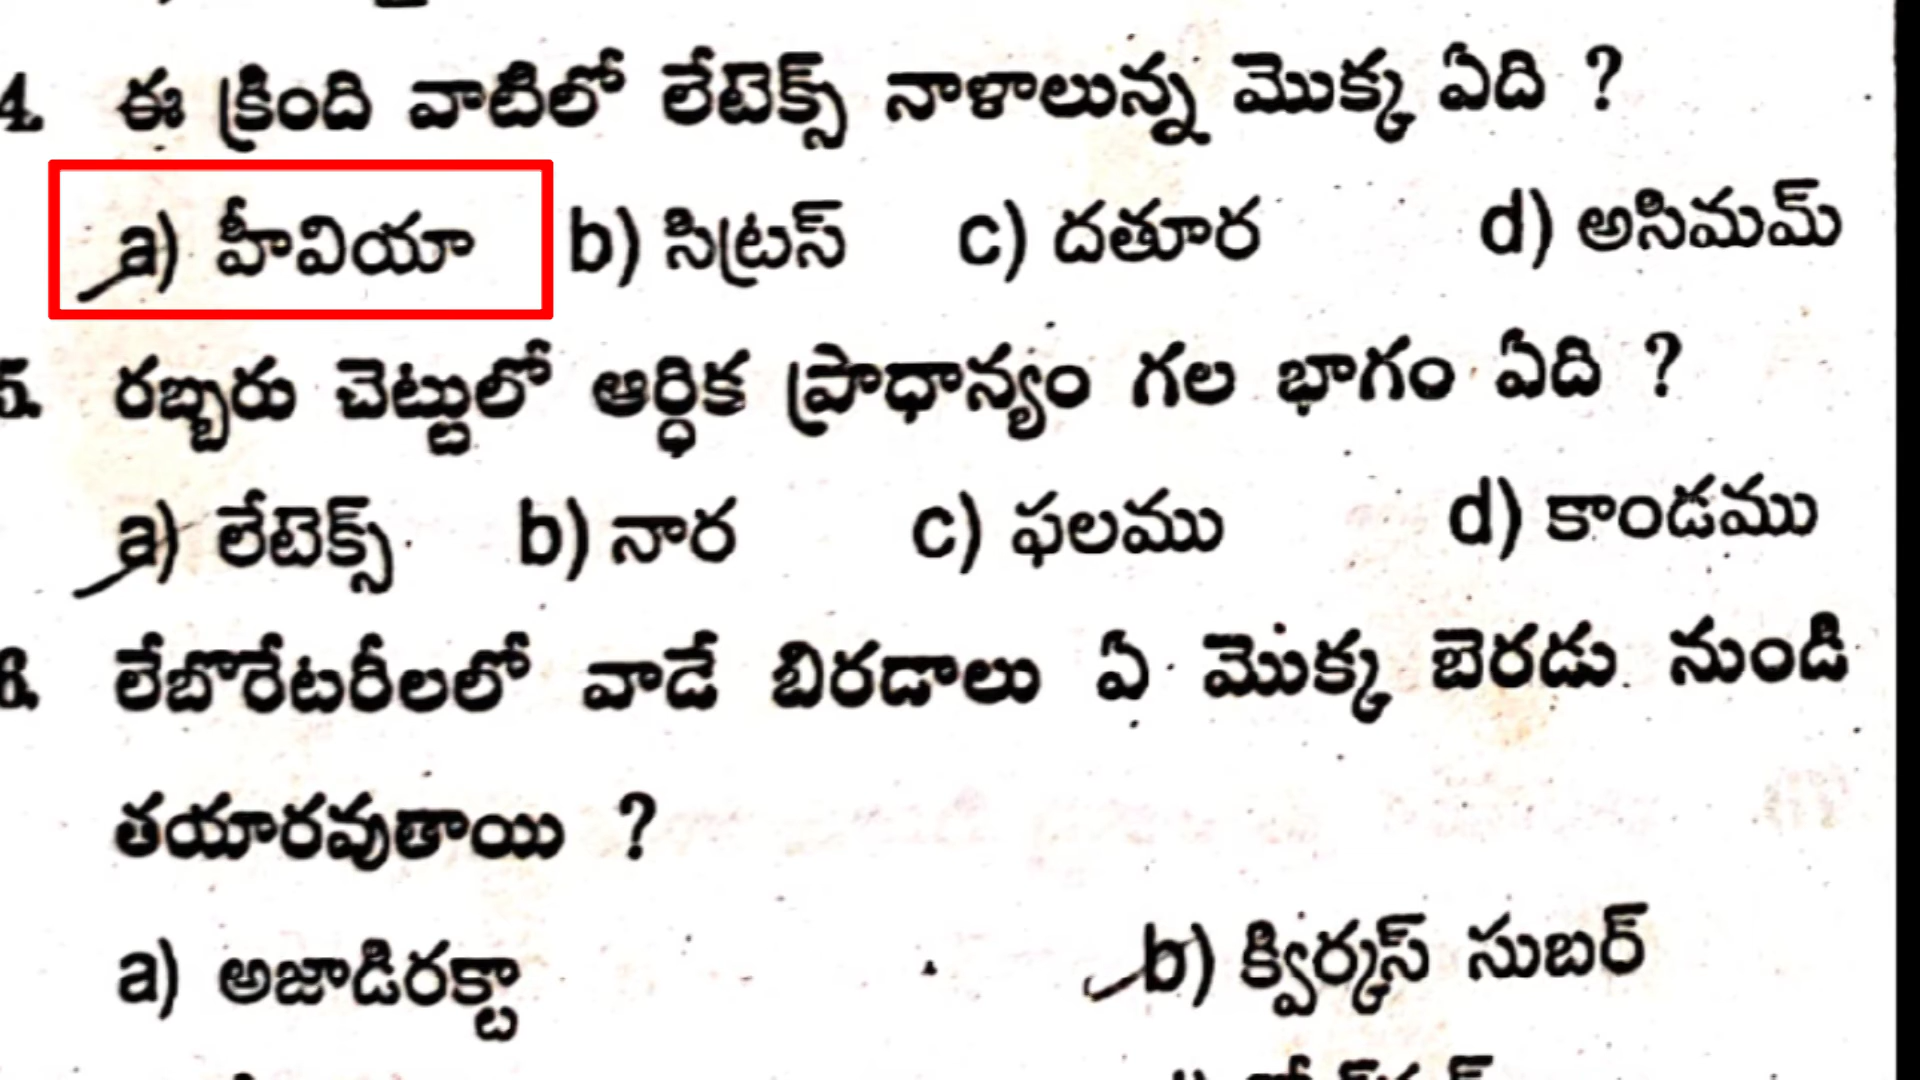 4. ఈ క్రింది వాటిలో లేటెక్స్ నాళాలున్న మొక్క ఏది ?
a) హీవియా b) సిట్రస్ c) దతూర d) అసిమమ్
5. రబ్బరు చెట్టులో ఆర్ధిక ప్రాధాన్యం గల భాగం ఏది ?
a) లేటెక్స్ b) నార c) ఫలము d) కాండము
6. లేబొరేటరీలలో వాడే బిరడాలు ఏ మొక్క బెరడు నుండి
తయారవుతాయి ?
a) అజాడిరక్టా b) క్విర్కస్ సుబర్